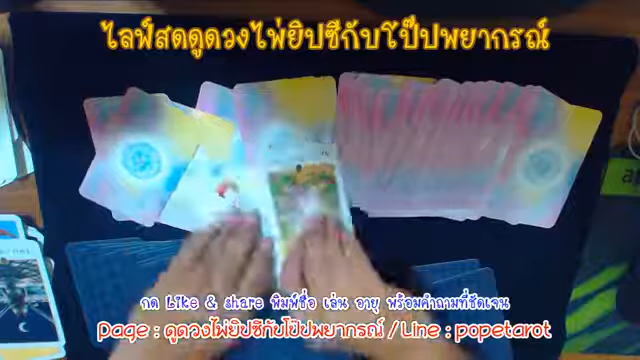 ไลฟ์สดดูดวงไพ่ยิปซีกับโป๊ปพยากรณ์
กด Like & share พิมพ์ชื่อ เล่น อายุ พร้อมคำถามที่ชัดเจน
Page : ดูดวงไพ่ยิปซีกับโป๊ปพยากรณ์ / Line : popetarot